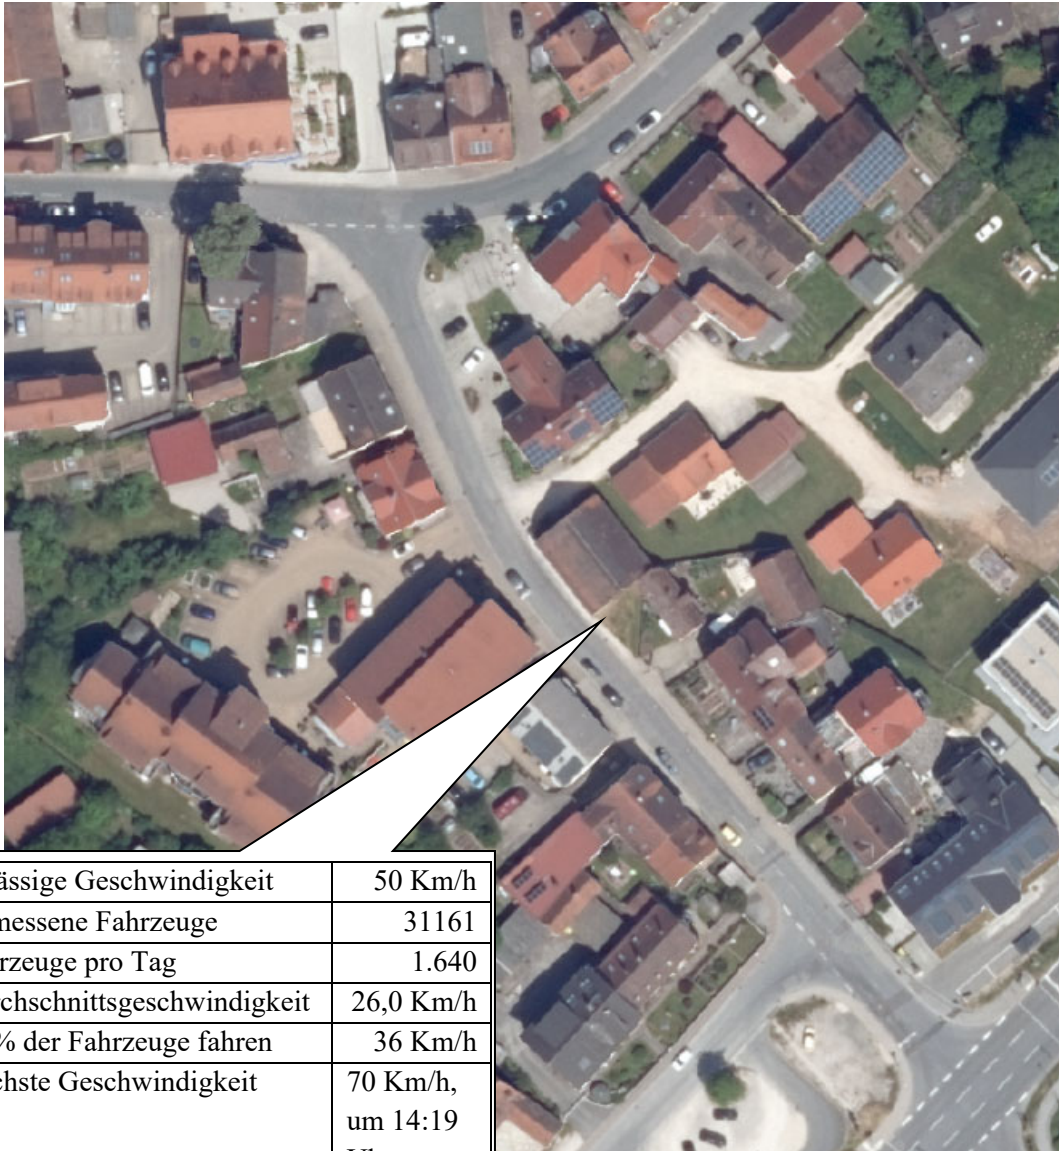 ässige Geschwindigkeit 50 Km/h
messene Fahrzeuge 31161
rzeuge pro Tag 1.640
chschnittsgeschwindigkeit 26,0 Km/h
% der Fahrzeuge fahren 36 Km/h
chste Geschwindigkeit 70 Km/h,
um 14:19